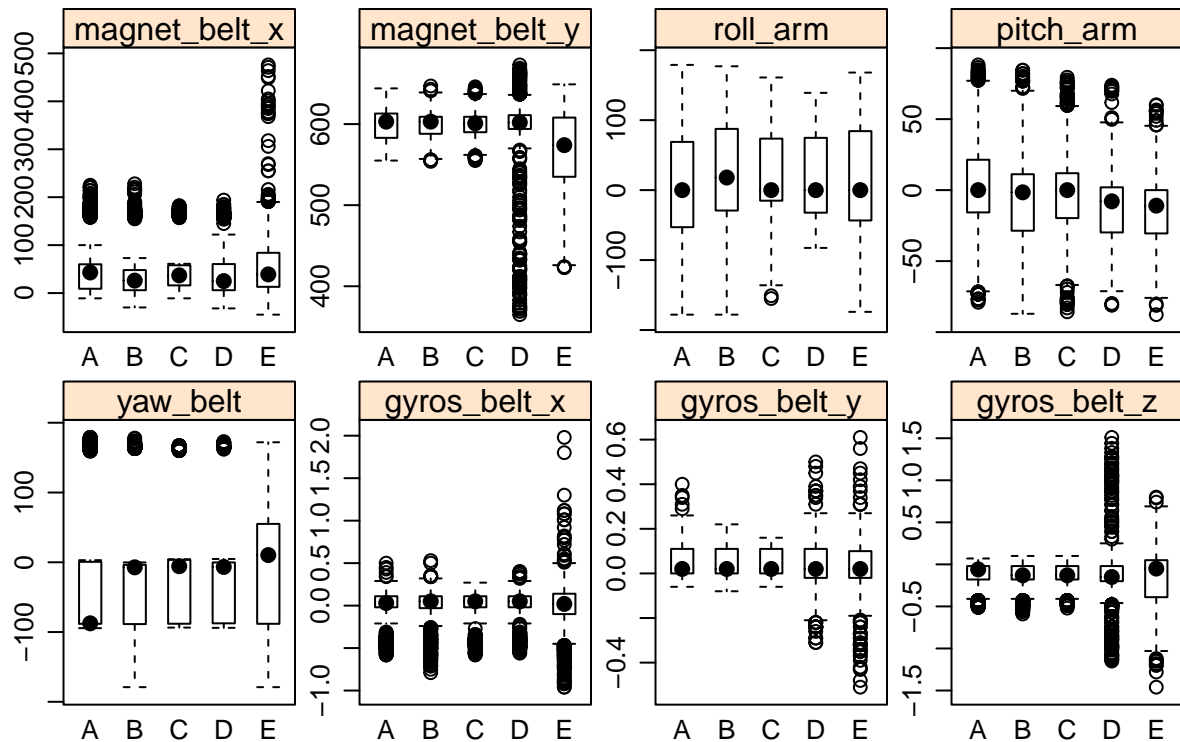 magnet_belt_x magnet_belt_y roll_arm pitch_arm
0 100 200 300 400 500
400 500 600
−100 0 100
−50 0 50
A B C D E A B C D E A B C D E A B C D E
yaw_belt gyros_belt_x gyros_belt_y gyros_belt_z
−100 0 100
−1.0 0.0 0.5 1.0 1.5 2.0
−0.4 0.0 0.2 0.4 0.6
−1.5 −0.5 0.5 1.0 1.5
A B C D E A B C D E A B C D E A B C D E